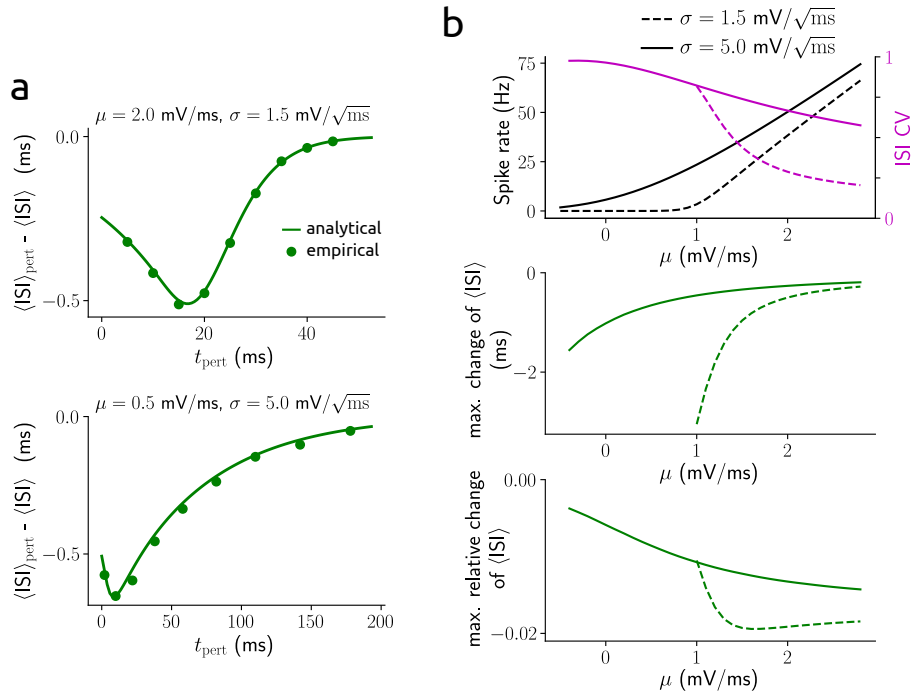 a
μ = 2.0 mV/ms, σ = 1.5 mV/√ms
⟨ISI⟩pert - ⟨ISI⟩ (ms)
0.0
−0.5
analytical
empirical
0
20
40
tpert (ms)
μ = 0.5 mV/ms, σ = 5.0 mV/√ms
⟨ISI⟩pert - ⟨ISI⟩ (ms)
0.0
−0.5
0
50
100
150
200
tpert (ms)
b
σ = 1.5 mV/√ms
σ = 5.0 mV/√ms
Spike rate (Hz)
75
50
25
0
1
0
ISI CV
0
1
2
μ (mV/ms)
max. change of ⟨ISI⟩
(ms)
0
−2
0
1
2
μ (mV/ms)
max. relative change
of ⟨ISI⟩
0.00
−0.02
0
1
2
μ (mV/ms)